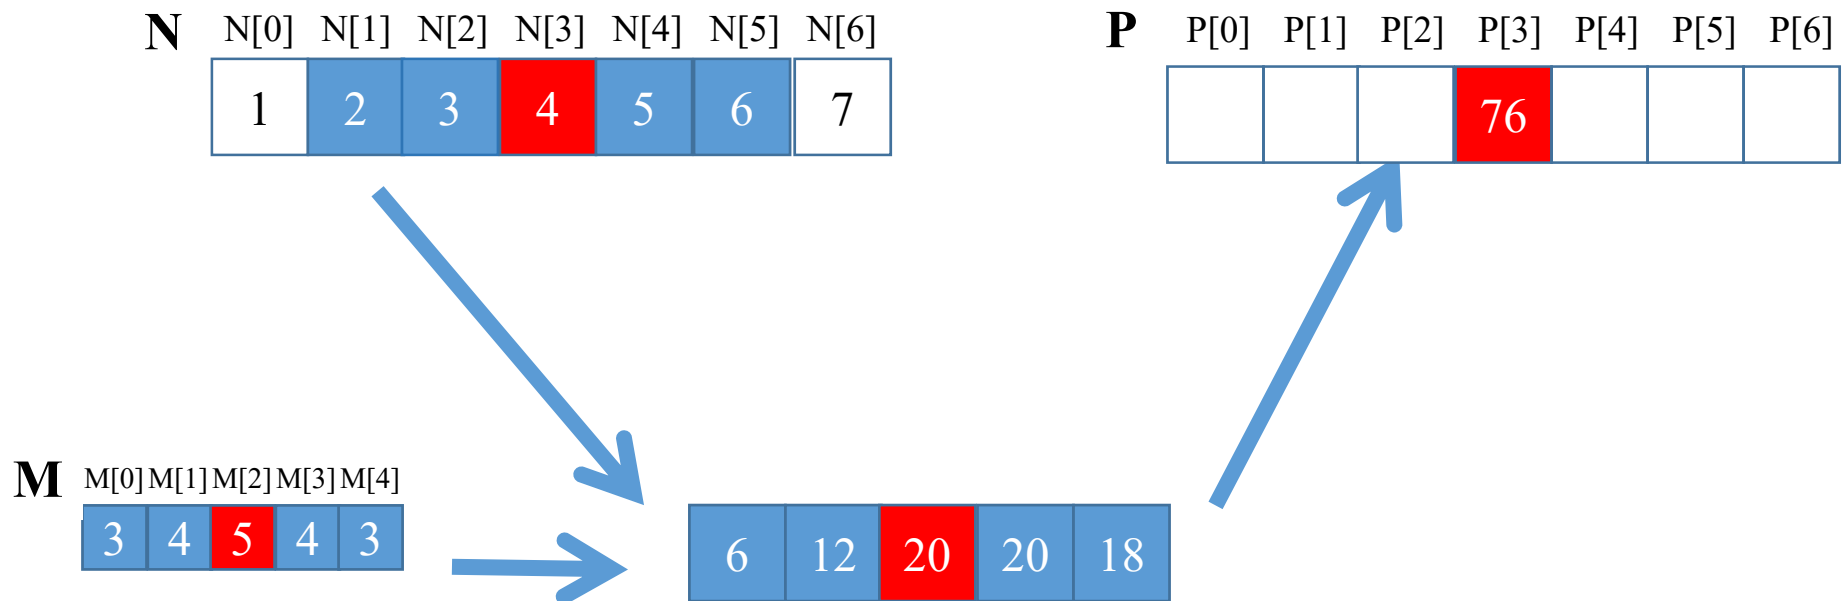 N N[0] N[1] N[2] N[3] N[4] N[5] N[6]
1 2 3 4 5 6 7
P P[0] P[1] P[2] P[3] P[4] P[5] P[6]
76
M M[0] M[1] M[2] M[3] M[4]
3 4 5 4 3
6 12 20 20 18